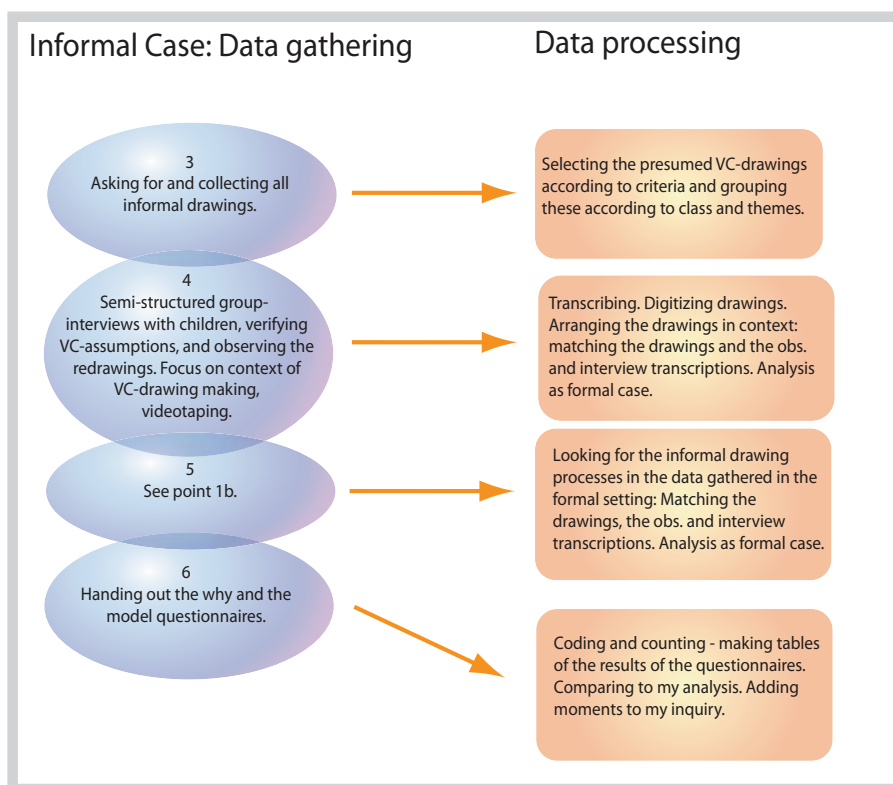 Informal Case: Data gathering
Data processing
3
Asking for and collecting all
informal drawings.
Selecting the presumed VC-drawings
according to criteria and grouping
these according to class and themes.
4
Semi-structured group-
interviews with children, verifying
VC-assumptions, and observing the
redrawings. Focus on context of
VC-drawing making,
videotaping.
Transcribing. Digitizing drawings.
Arranging the drawings in context:
matching the drawings and the obs.
and interview transcriptions. Analysis
as formal case.
5
See point 1b.
Looking for the informal drawing
processes in the data gathered in the
formal setting: Matching the
drawings, the obs. and interview
transcriptions. Analysis as formal case.
6
Handing out the why and the
model questionnaires.
Coding and counting - making tables
of the results of the questionnaires.
Comparing to my analysis. Adding
moments to my inquiry.